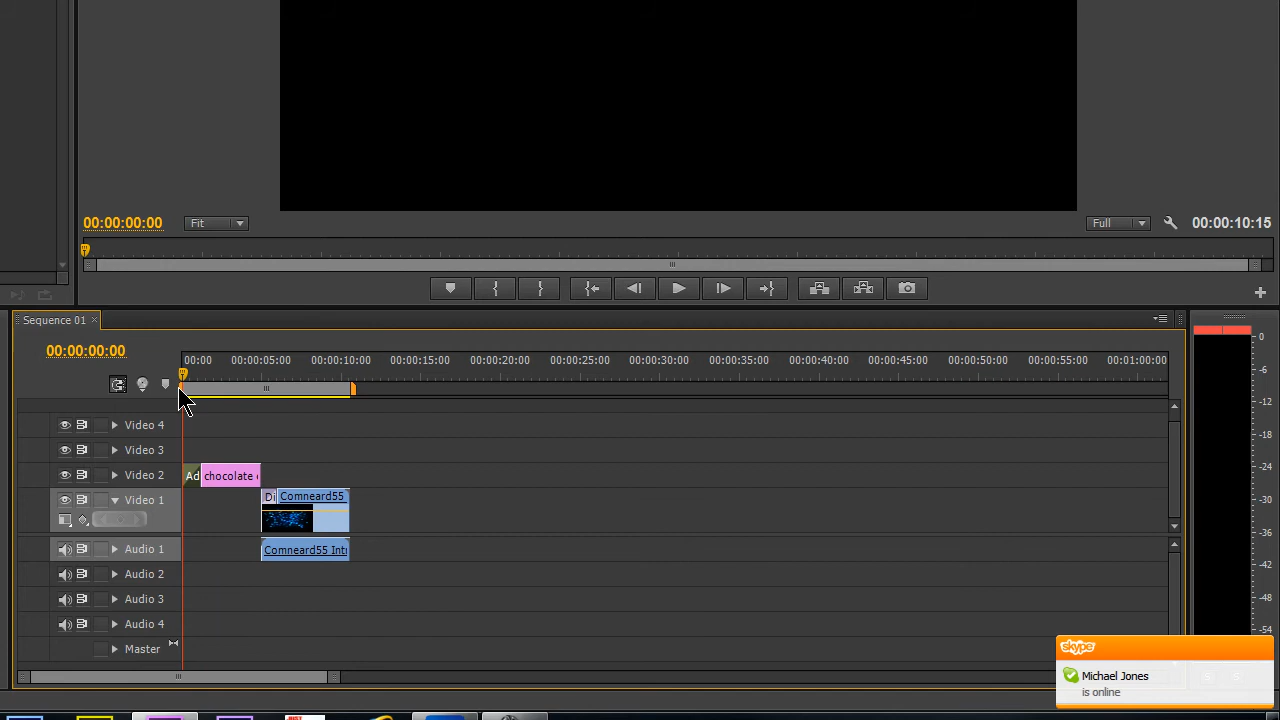 00:00:00:00 Fit Full 00:00:10:15
Sequence 01
00:00:00:00
00:00 00:00:05:00 00:00:10:00 00:00:15:00 00:00:20:00 00:00:25:00 00:00:30:00 00:00:35:00 00:00:40:00 00:00:45:00 00:00:50:00 00:00:55:00 00:01:00:00
0
-6
-12
-18
-24
-30
-36
-42
-48
-54
Video 4
Video 3
Video 2 Ad chocolate
Video 1 Di Comneard55
Audio 1 Comneard55 Int
Audio 2
Audio 3
Audio 4
Master
skype
Michael Jones
is online